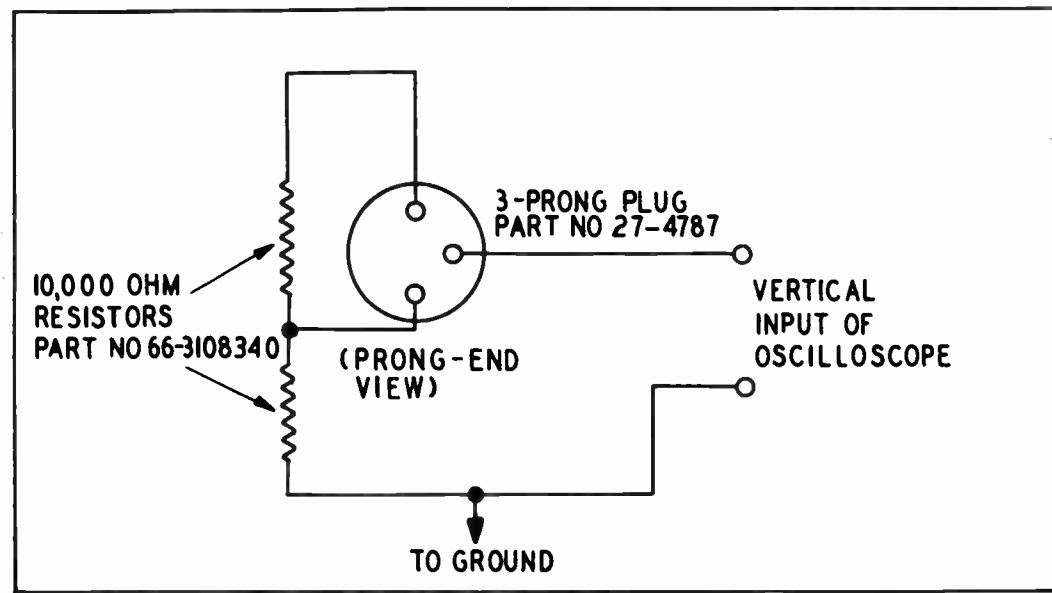 3-PRONG PLUG
PART NO 27-4787
10,000 OHM
RESISTORS
PART NO 66-3108340
(PRONG-END
VIEW)
VERTICAL
INPUT OF
OSCILLOSCOPE
TO GROUND